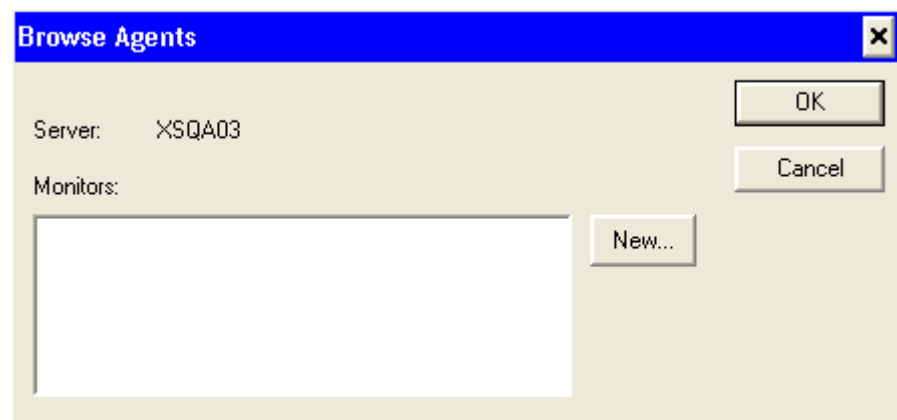 Browse Agents
OK
Server: XSQA03
Cancel
Monitors:
New...